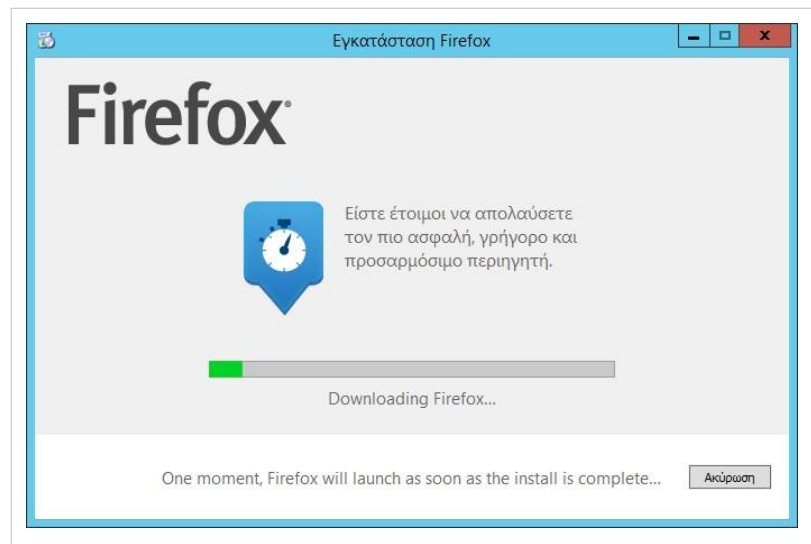 Εγκατάσταση Firefox
Firefox®
Είστε έτοιμοι να απολαύσετε
τον πιο ασφαλή, γρήγορο και
προσαρμόσιμο περιηγητή.
Downloading Firefox...
One moment, Firefox will launch as soon as the install is complete...
Ακύρωση